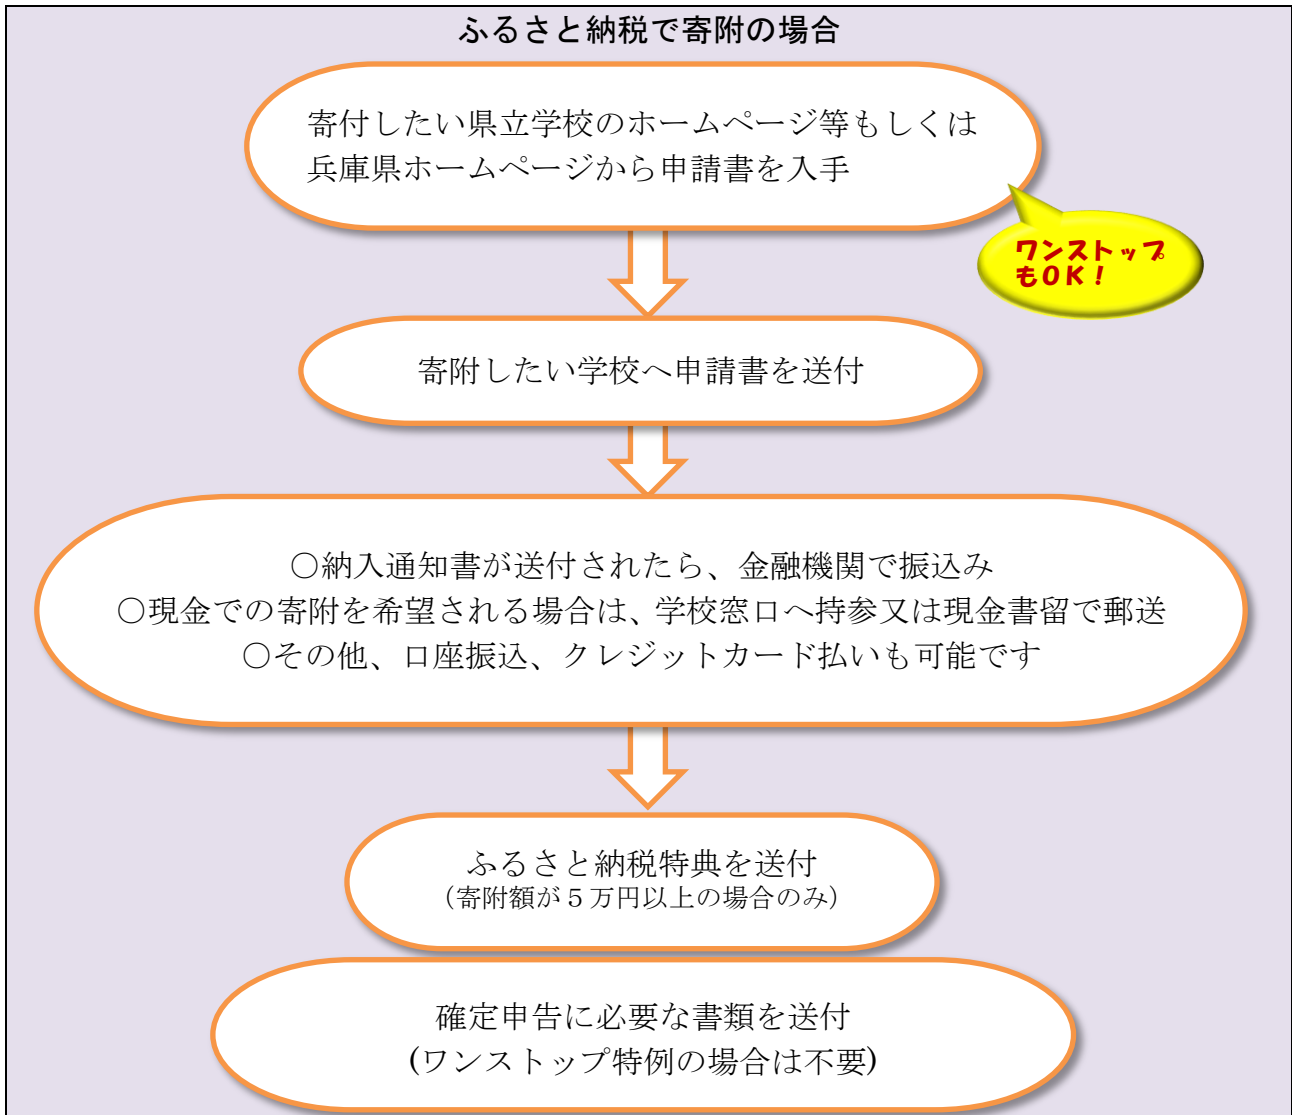 ふるさと納税で寄附の場合
寄付したい県立学校のホームページ等もしくは
兵庫県ホームページから申請書を入手
ワンストップ
もOK！
寄附したい学校へ申請書を送付
○納入通知書が送付されたら、金融機関で振込み
○現金での寄附を希望される場合は、学校窓口へ持参又は現金書留で郵送
○その他、口座振込、クレジットカード払いも可能です
ふるさと納税特典を送付
（寄附額が５万円以上の場合のみ）
確定申告に必要な書類を送付
(ワンストップ特例の場合は不要)